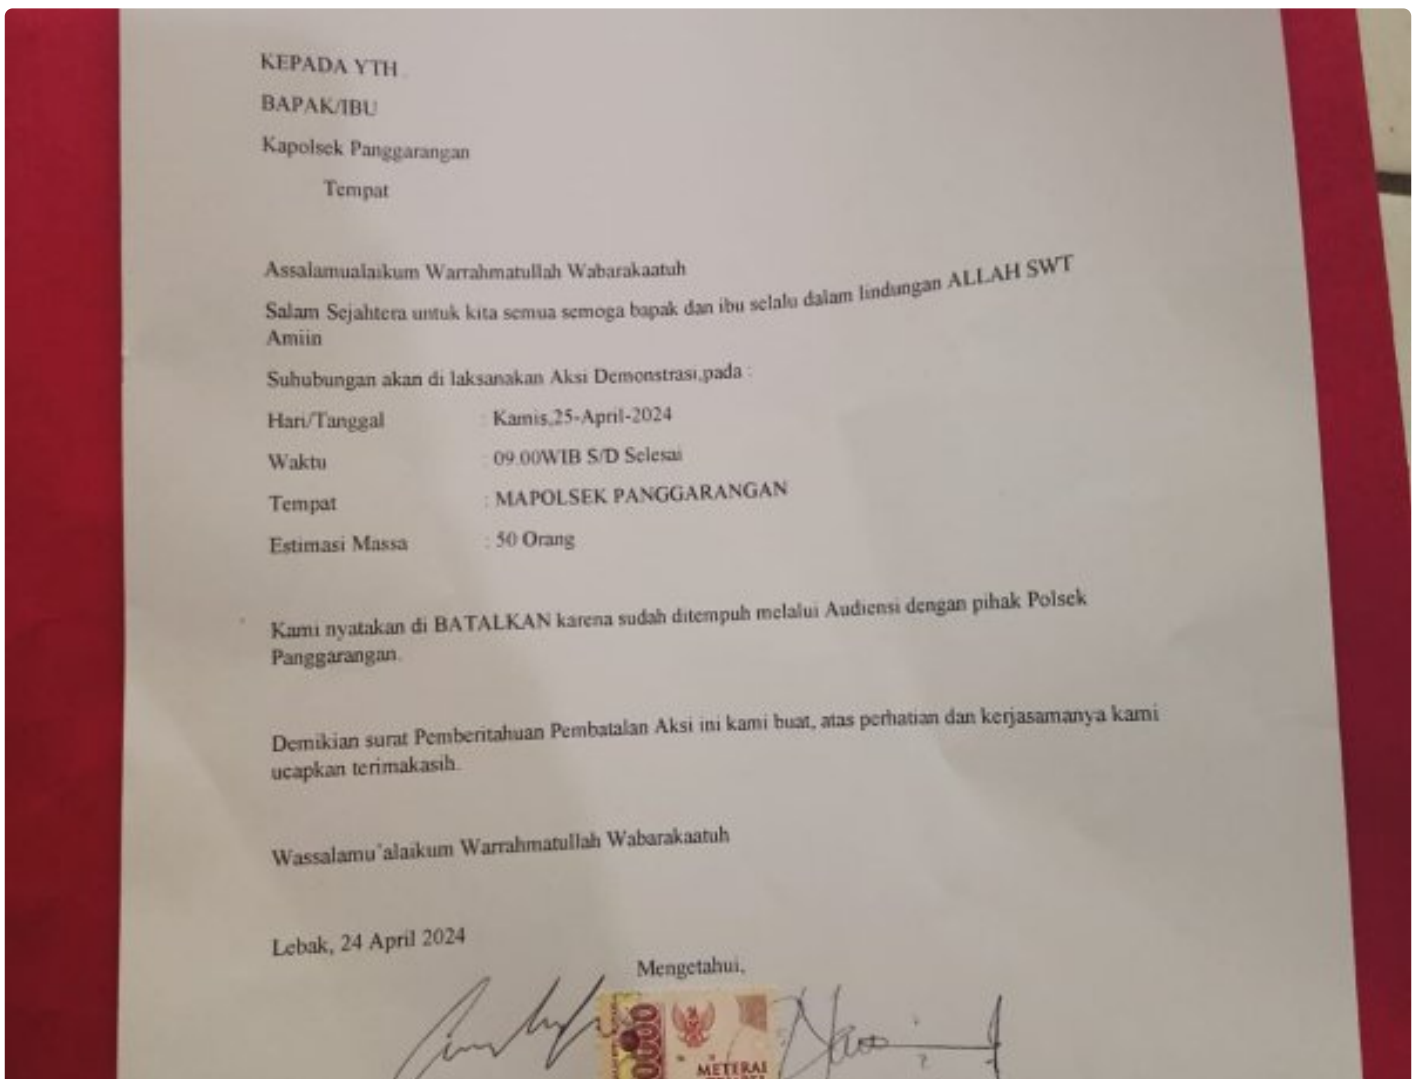 KEPADA YTH
BAPAK/IBU
Kapolsek Panggarangan
Tempat
Assalamualaikum Warrahmatullah Wabarakaatuh
Salam Sejahtera untuk kita semua semoga bapak dan ibu selalu dalam lindungan ALLAH SWT
Amiin
Suhubungan akan di laksanakan Aksi Demonstrasi,pada :
Hari/Tanggal : Kamis,25-April-2024
Waktu : 09.00WIB S/D Selesai
Tempat : MAPOLSEK PANGGARANGAN
Estimasi Massa : 50 Orang
Kami nyatakan di BATALKAN karena sudah ditempuh melalui Audiensi dengan pihak Polsek
Panggarangan.
Demikian surat Pemberitahuan Pembatalan Aksi ini kami buat, atas perhatian dan kerjasamanya kami
ucapkan terimakasih.
Wassalamu'alaikum Warrahmatullah Wabarakaatuh
Lebak, 24 April 2024
Mengetahui,
METERAI